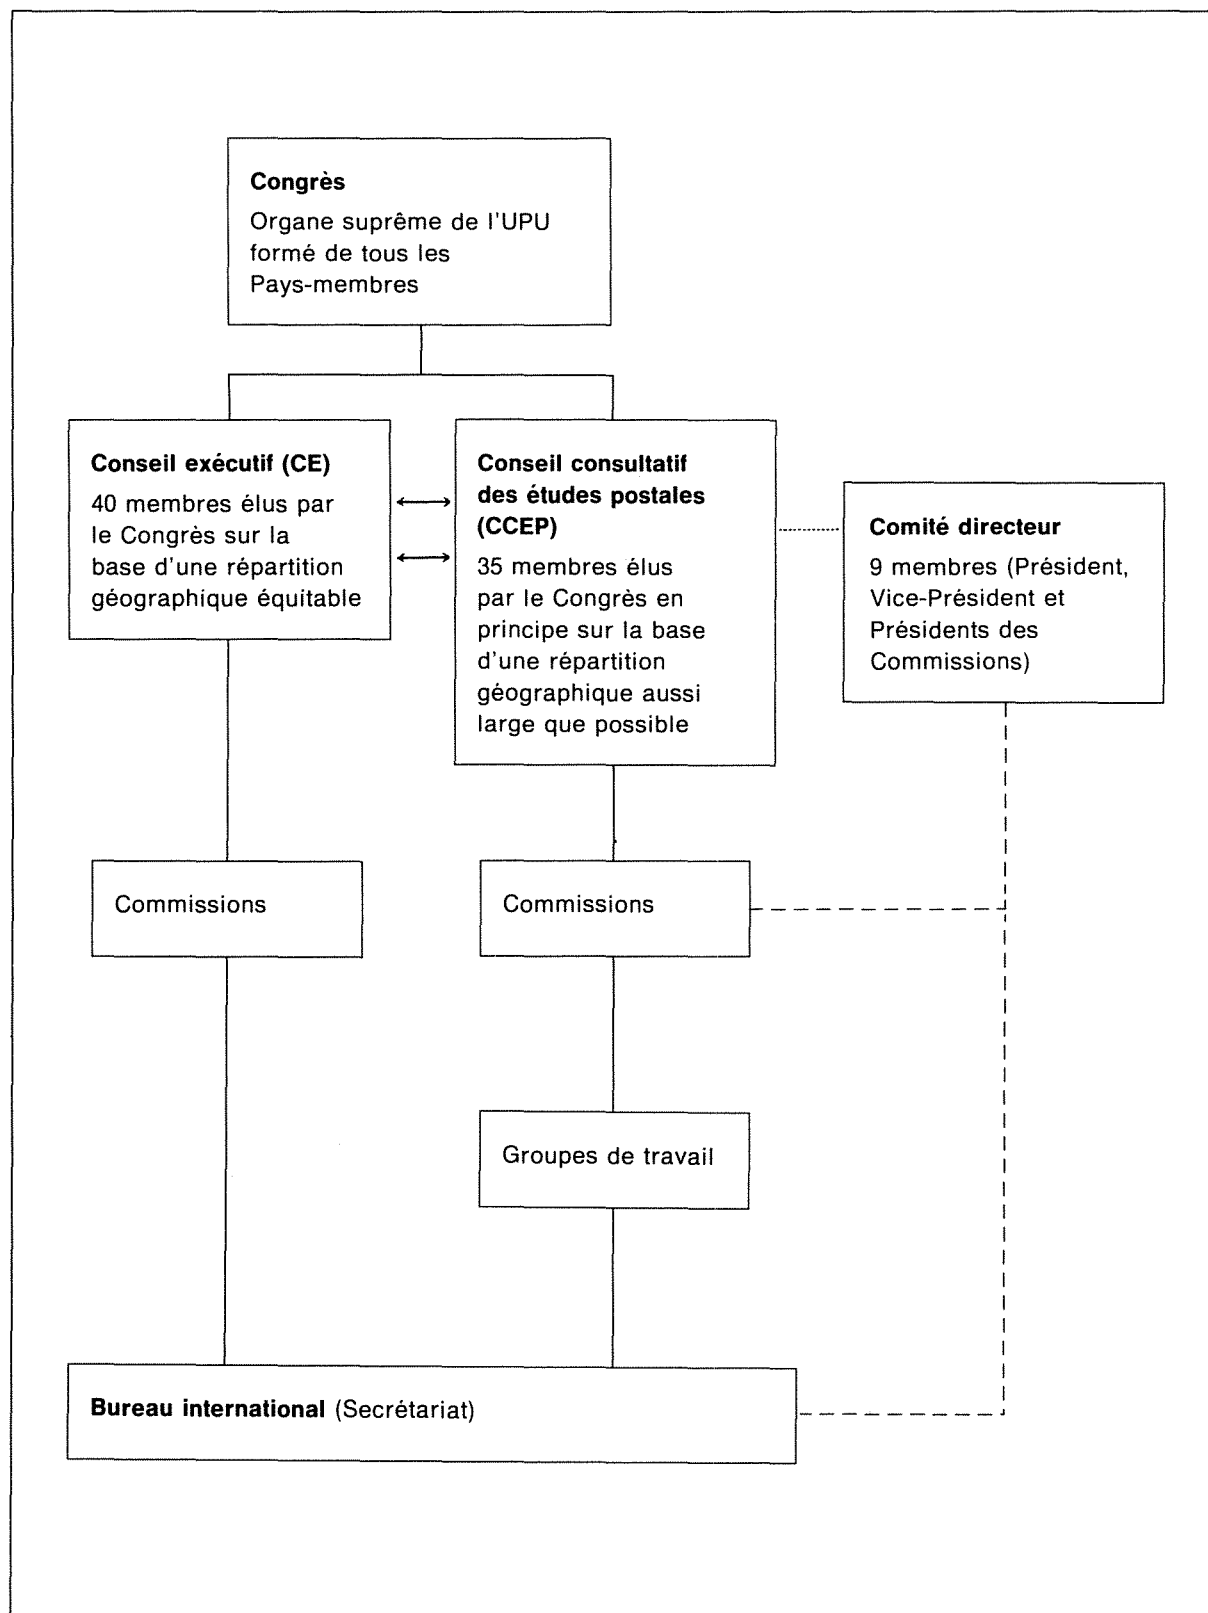 Congrès
Organe suprême de l'UPU
formé de tous les
Pays-membres
Conseil exécutif (CE)
40 membres élus par
le Congrès sur la
base d'une répartition
géographique équitable
Conseil consultatif
des études postales
(CCEP)
35 membres élus
par le Congrès en
principe sur la base
d'une répartition
géographique aussi
large que possible
Comité directeur
9 membres (Président,
Vice-Président et
Présidents des
Commissions)
Commissions
Commissions
Groupes de travail
Bureau international (Secrétariat)